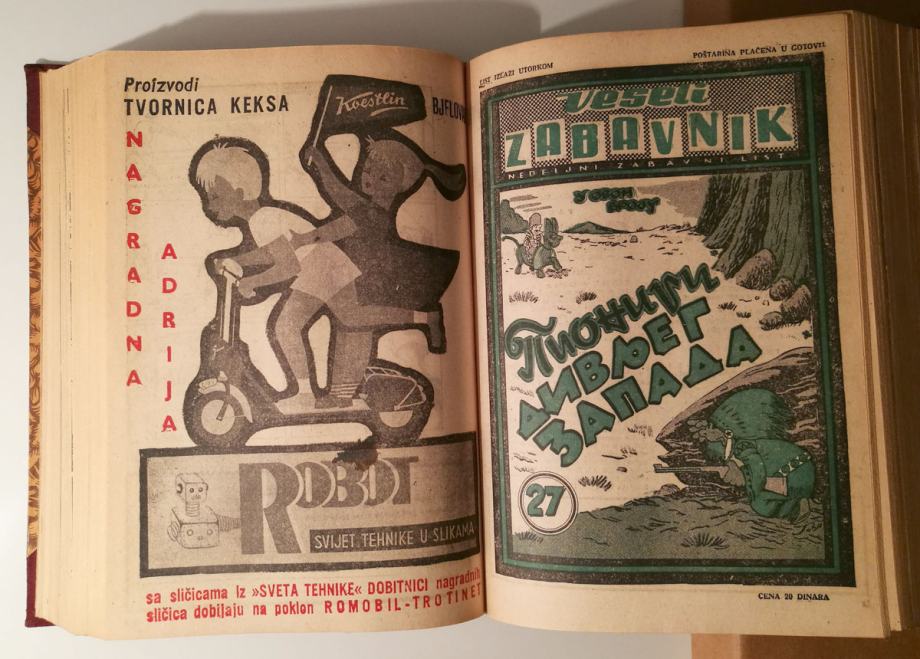 Proizvodi
TVORNICA KEKSA
Koestlin
BJELOVAR
NAGRADNA
ADRIJA
ROBOT
SVIJET TEHNIKE U SLIKAMA
sa sličicama iz »SVETA TEHNIKE« DOBITNICI nagradnih
sličica dobijaju na poklon ROMOBIL-TROTINET
LIST IZLAZI UTORKOM
POŠTARINA PLAĆENA U GOTOVU
Veseli
ZABAVNIK
NEDELJNI ZABAVNI LIST
У ОВОМ
БРОЈУ
Пионири
ДИВЉЕГ
ЗАПАДА
27
CENA 20 DINARA